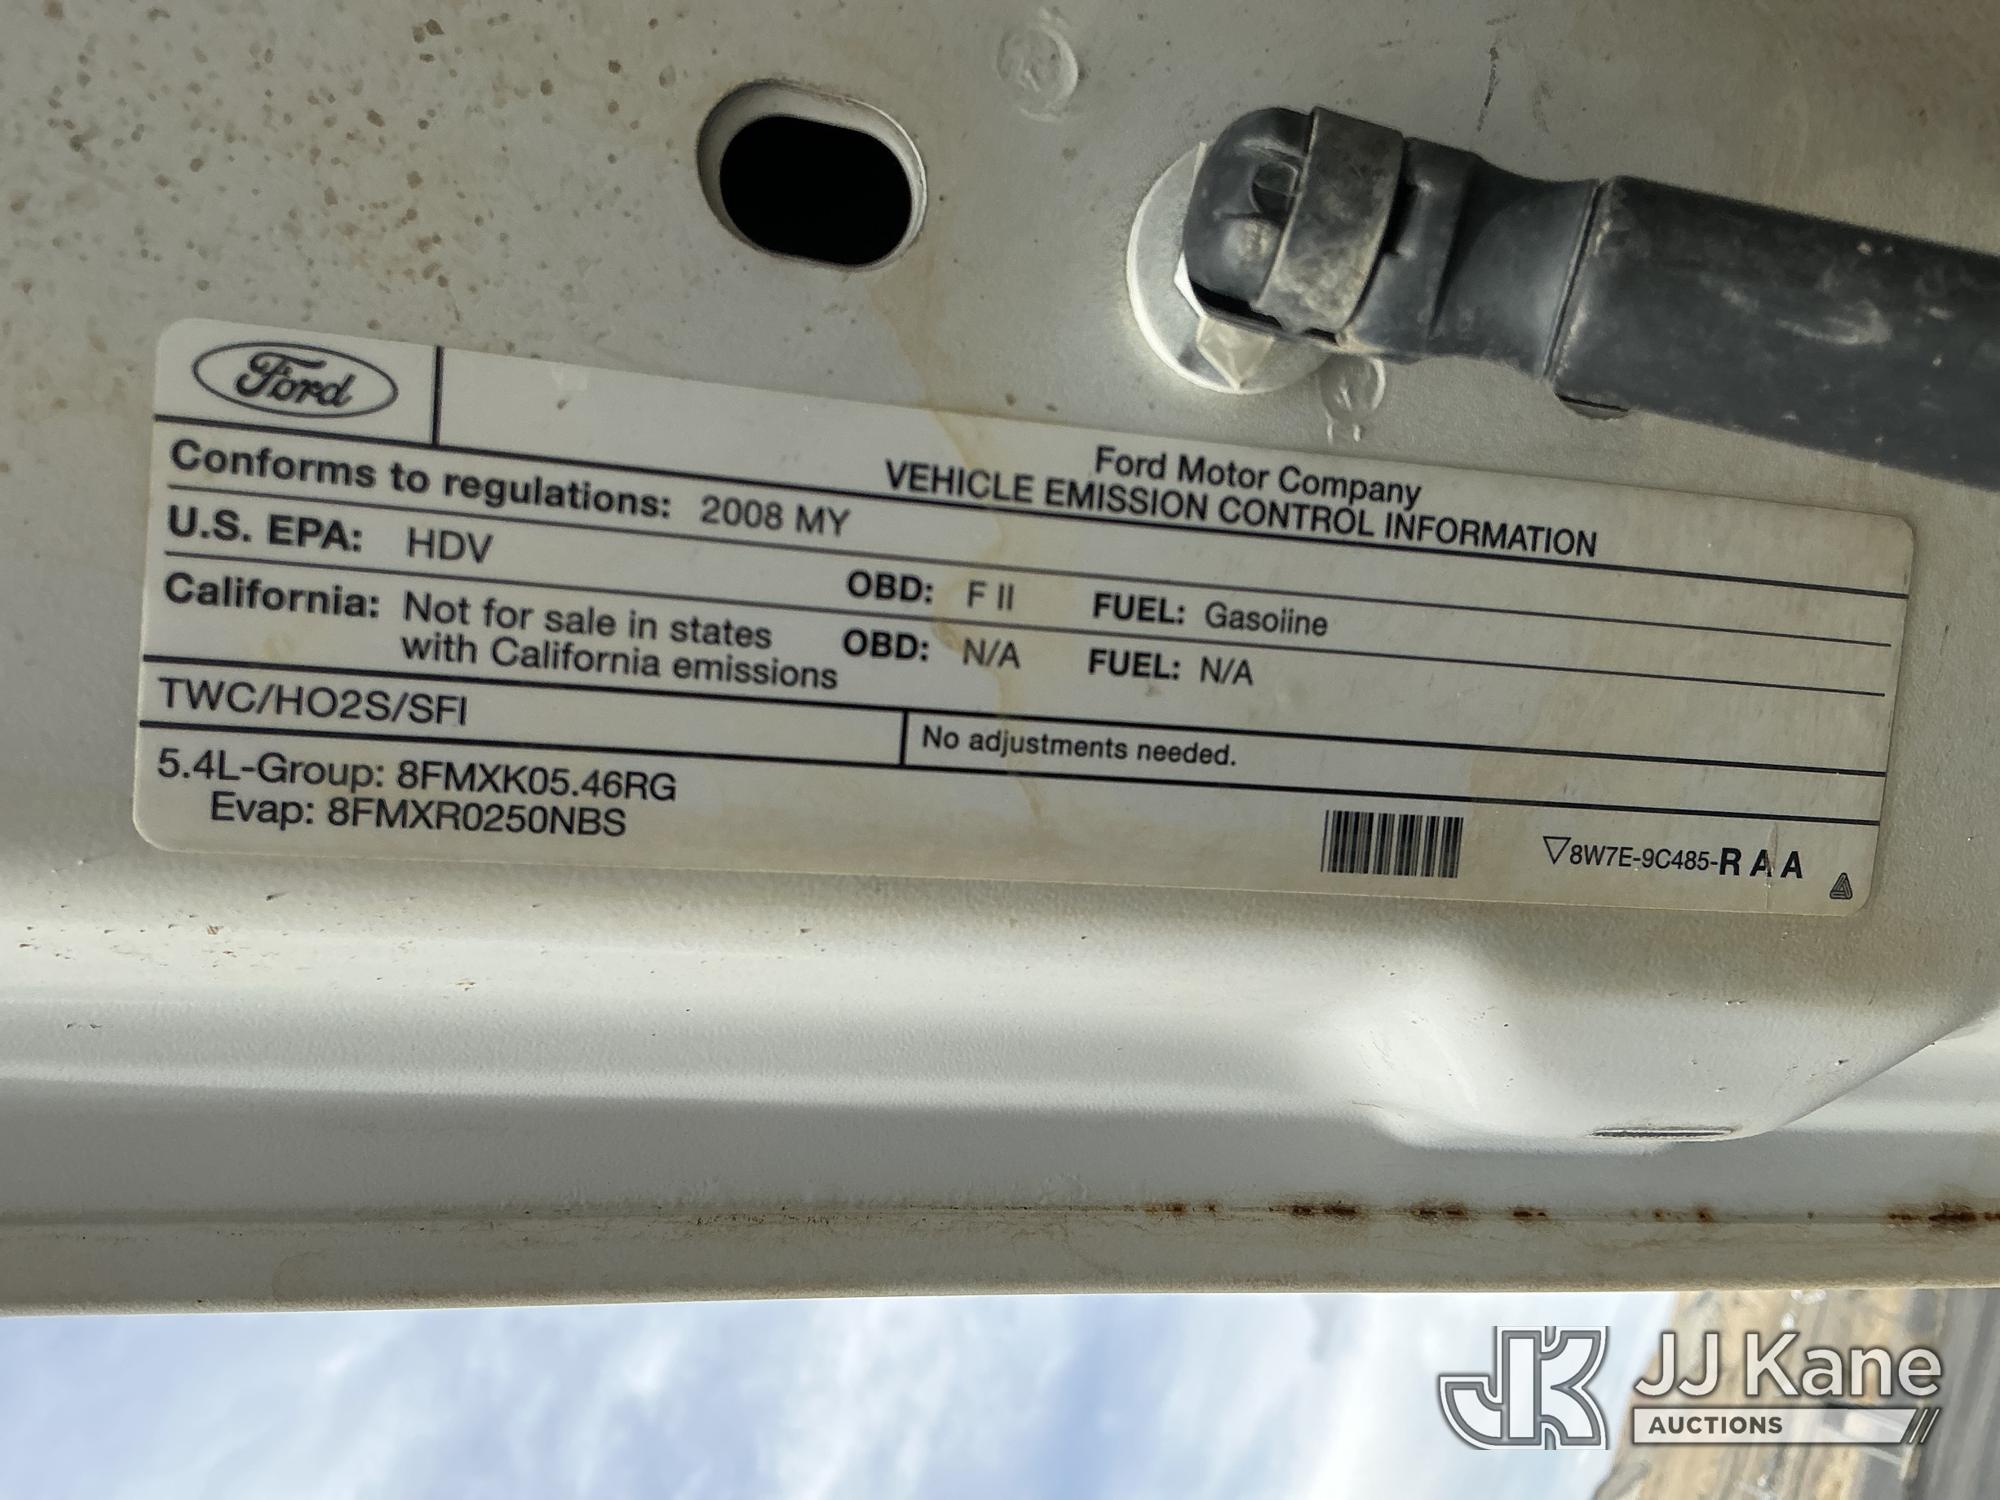 Ford
Ford Motor Company
VEHICLE EMISSION CONTROL INFORMATION
Conforms to regulations: 2008 MY
U.S. EPA: HDV OBD: F II FUEL: Gasoline
California: Not for sale in states
with California emissions OBD: N/A FUEL: N/A
TWC/HO2S/SFI
No adjustments needed.
5.4L-Group: 8FMXK05.46RG
Evap: 8FMXR0250NBS
8W7E-9C485-R A A
JK JJ Kane
AUCTIONS